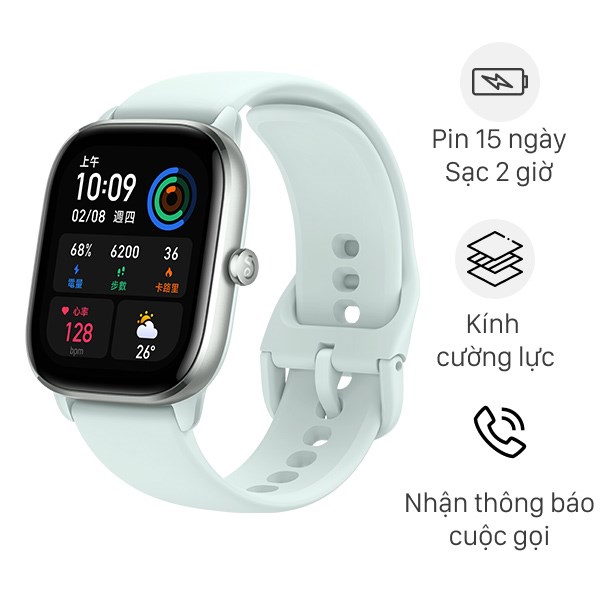 上午
10:09
02/08 週四
68% 6200 36
電量 步數 卡路里
心率
128
bpm
26°
Pin 15 ngày
Sạc 2 giờ
Kính
cường lực
Nhận thông báo
cuộc gọi